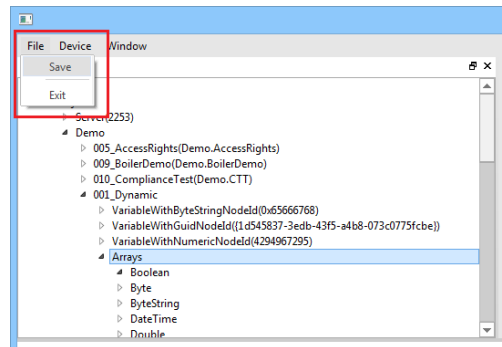 File Device Window
Save
Exit
Server(2253)
Demo
005_AccessRights(Demo.AccessRights)
009_BoilerDemo(Demo.BoilerDemo)
010_ComplianceTest(Demo.CTT)
001_Dynamic
VariableWithByteStringNodeId(0x65666768)
VariableWithGuidNodeId({1d545837-3edb-43f5-a4b8-073c0775fcbe})
VariableWithNumericNodeId(4294967295)
Arrays
Boolean
Byte
ByteString
DateTime
Double